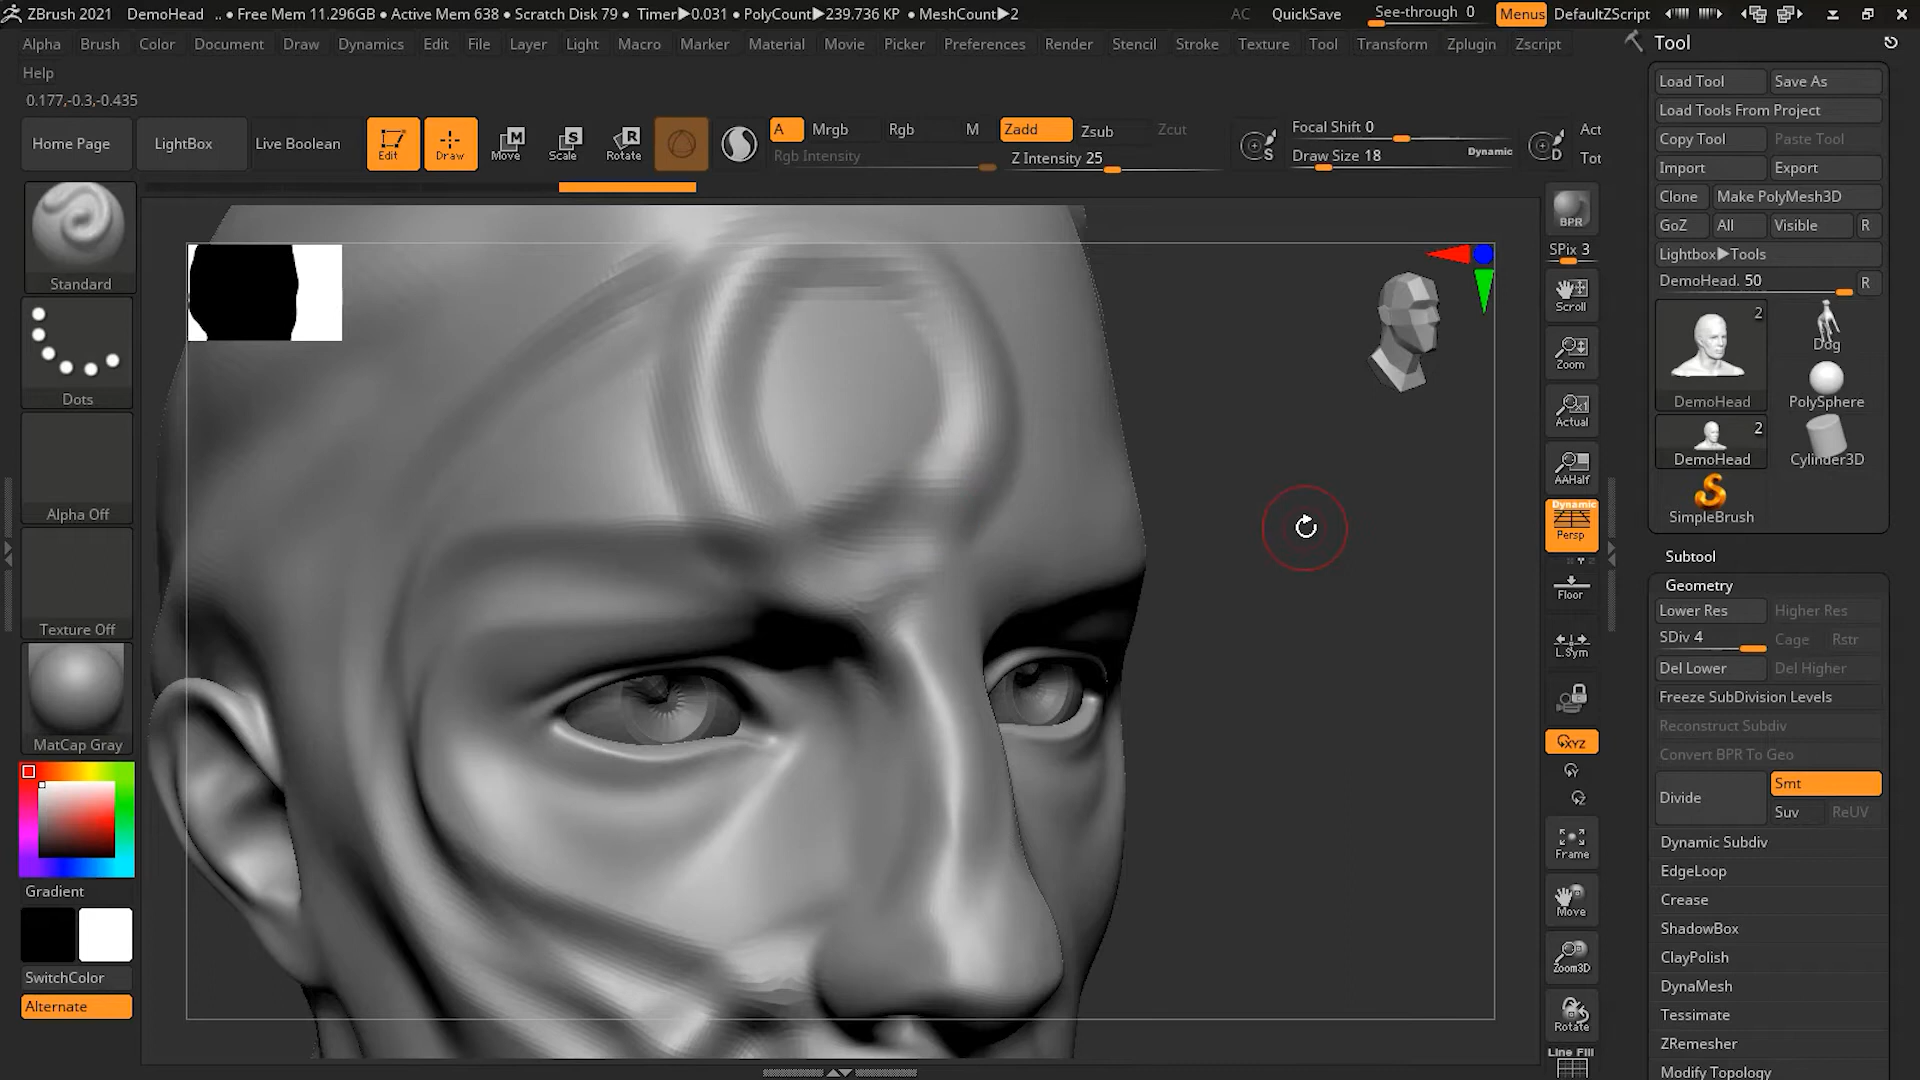 ZBrush 2021 DemoHead .. • Free Mem 11.296GB • Active Mem 638 • Scratch Disk 79 • Timer▶0.031 • PolyCount▶239.736 KP • MeshCount▶2 AC QuickSave See-through 0 Menus DefaultZScript
Alpha Brush Color Document Draw Dynamics Edit File Layer Light Macro Marker Material Movie Picker Preferences Render Stencil Stroke Texture Tool Transform Zplugin Zscript
Help
0.177,-0.3,-0.435
Home Page LightBox Live Boolean Edit Draw Move Scale Rotate
A Mrgb Rgb M Zadd Zsub Zcut
Rgb Intensity Z Intensity 25
S Focal Shift 0 D Act
Draw Size 18 Dynamic Tot
Standard
Dots
Alpha Off
Texture Off
MatCap Gray
Gradient
SwitchColor
Alternate
BPR
SPix 3
Scroll
Zoom
Actual
AAHalf
Dynamic
Persp
Floor
L.Sym
XYZ
Y
Z
Frame
Move
Zoom3D
Rotate
Line Fill
Tool
Load Tool Save As
Load Tools From Project
Copy Tool Paste Tool
Import Export
Clone Make PolyMesh3D
GoZ All Visible R
Lightbox▶Tools
DemoHead. 50 R
2
DemoHead Dog
PolySphere
2
DemoHead Cylinder3D
SimpleBrush
Subtool
Geometry
Lower Res Higher Res
SDiv 4 Cage Rstr
Del Lower Del Higher
Freeze SubDivision Levels
Reconstruct Subdiv
Convert BPR To Geo
Divide Smt
Suv ReUV
Dynamic Subdiv
EdgeLoop
Crease
ShadowBox
ClayPolish
DynaMesh
Tessimate
ZRemesher
Modify Topology